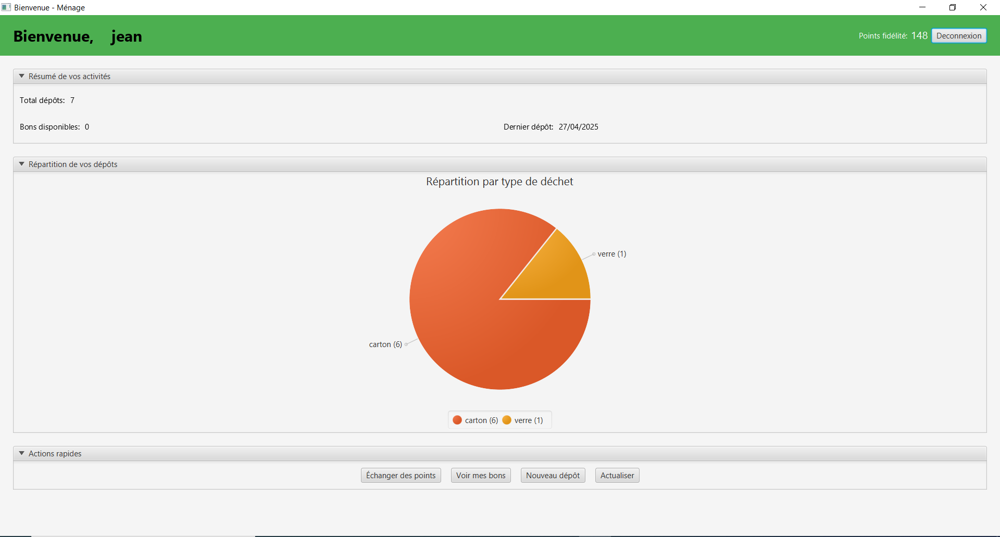 Bienvenue - Ménage
Bienvenue, jean
Points fidélité: 148 Deconnexion
Résumé de vos activités
Total dépôts: 7
Bons disponibles: 0
Dernier dépôt: 27/04/2025
Répartition de vos dépôts
Répartition par type de déchet
verre (1)
carton (6)
carton (6) verre (1)
Actions rapides
Échanger des points Voir mes bons Nouveau dépôt Actualiser